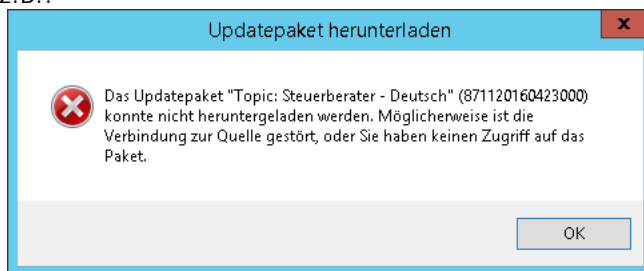 z.B.:
Updatepaket herunterladen
x
Das Updatepaket "Topic: Steuerberater - Deutsch" (871120160423000)
konnte nicht heruntergeladen werden. Möglicherweise ist die
Verbindung zur Quelle gestört, oder Sie haben keinen Zugriff auf das
Paket.
OK